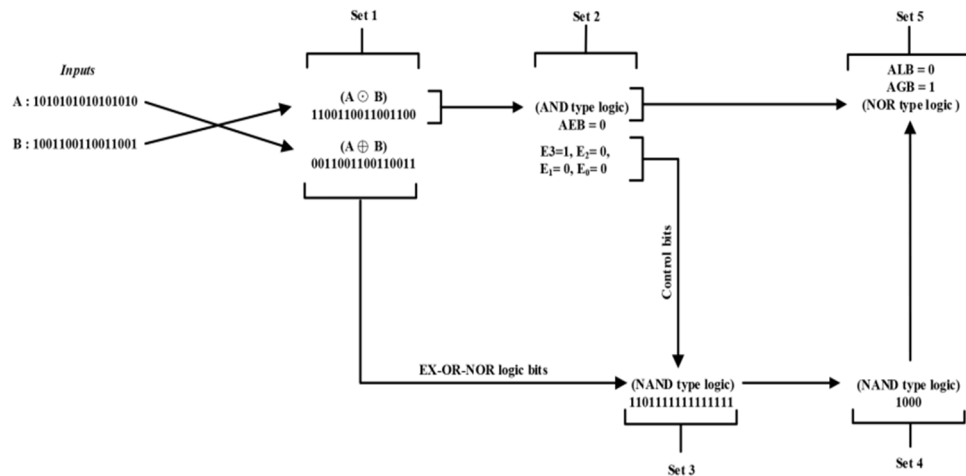 Set 1
Set 2
Set 5
Inputs
A : 1010101010101010
B : 1001100110011001
(A ⊙ B)
1100110011001100
(A ⊕ B)
0011001100110011
(AND type logic)
AEB = 0
E3=1, E₂= 0,
E₁= 0, E₀= 0
ALB = 0
AGB = 1
(NOR type logic )
Control bits
EX-OR-NOR logic bits
(NAND type logic)
1101111111111111
Set 3
(NAND type logic)
1000
Set 4